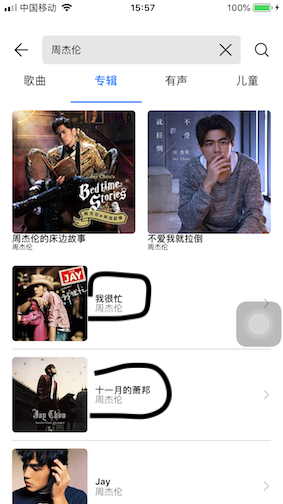 中国移动
15:57
100%
周杰伦
歌曲
专辑
有声
儿童
Jay Chou's
Bedtime
Stories
周杰伦的床边故事
不爱
我
就拉倒
周杰伦
Jay Chou
周杰伦的床边故事
周杰伦
不爱我就拉倒
周杰伦
JAY
我很忙
周杰伦
Jay Chou
十一月的萧邦
周杰伦
Jay
周杰伦